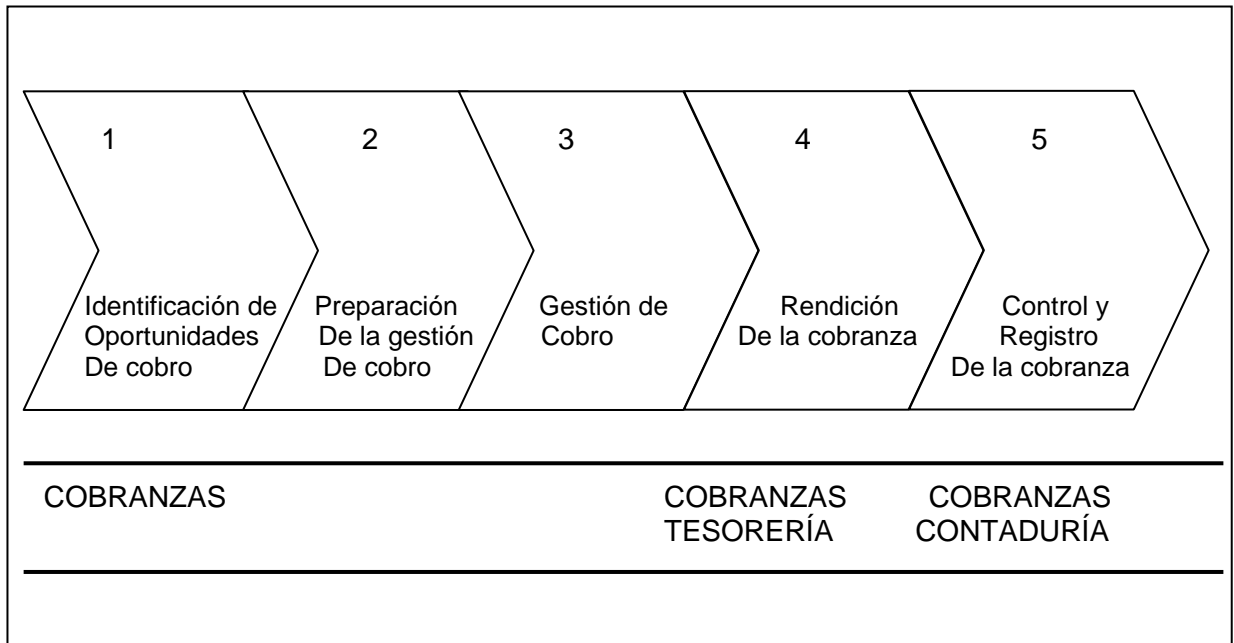 1
2
3
4
5
Identificación de
Oportunidades
De cobro
Preparación
De la gestión
De cobro
Gestión de
Cobro
Rendición
De la cobranza
Control y
Registro
De la cobranza
COBRANZAS
COBRANZAS
TESORERÍA
COBRANZAS
CONTADURÍA